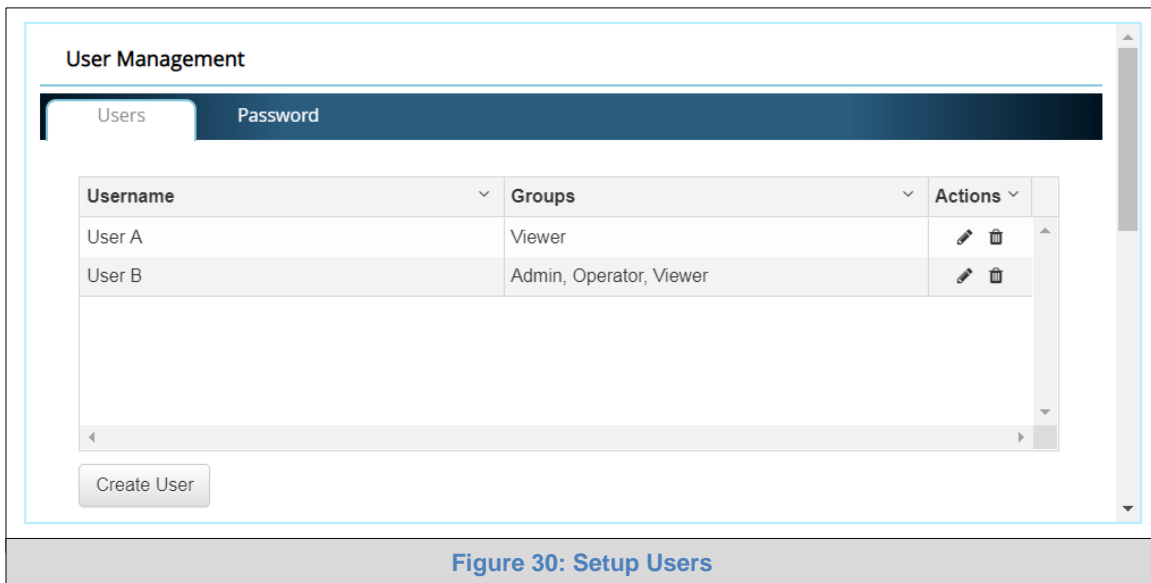 User Management
Users Password
Username Groups Actions
User A Viewer
User B Admin, Operator, Viewer
Create User
Figure 30: Setup Users